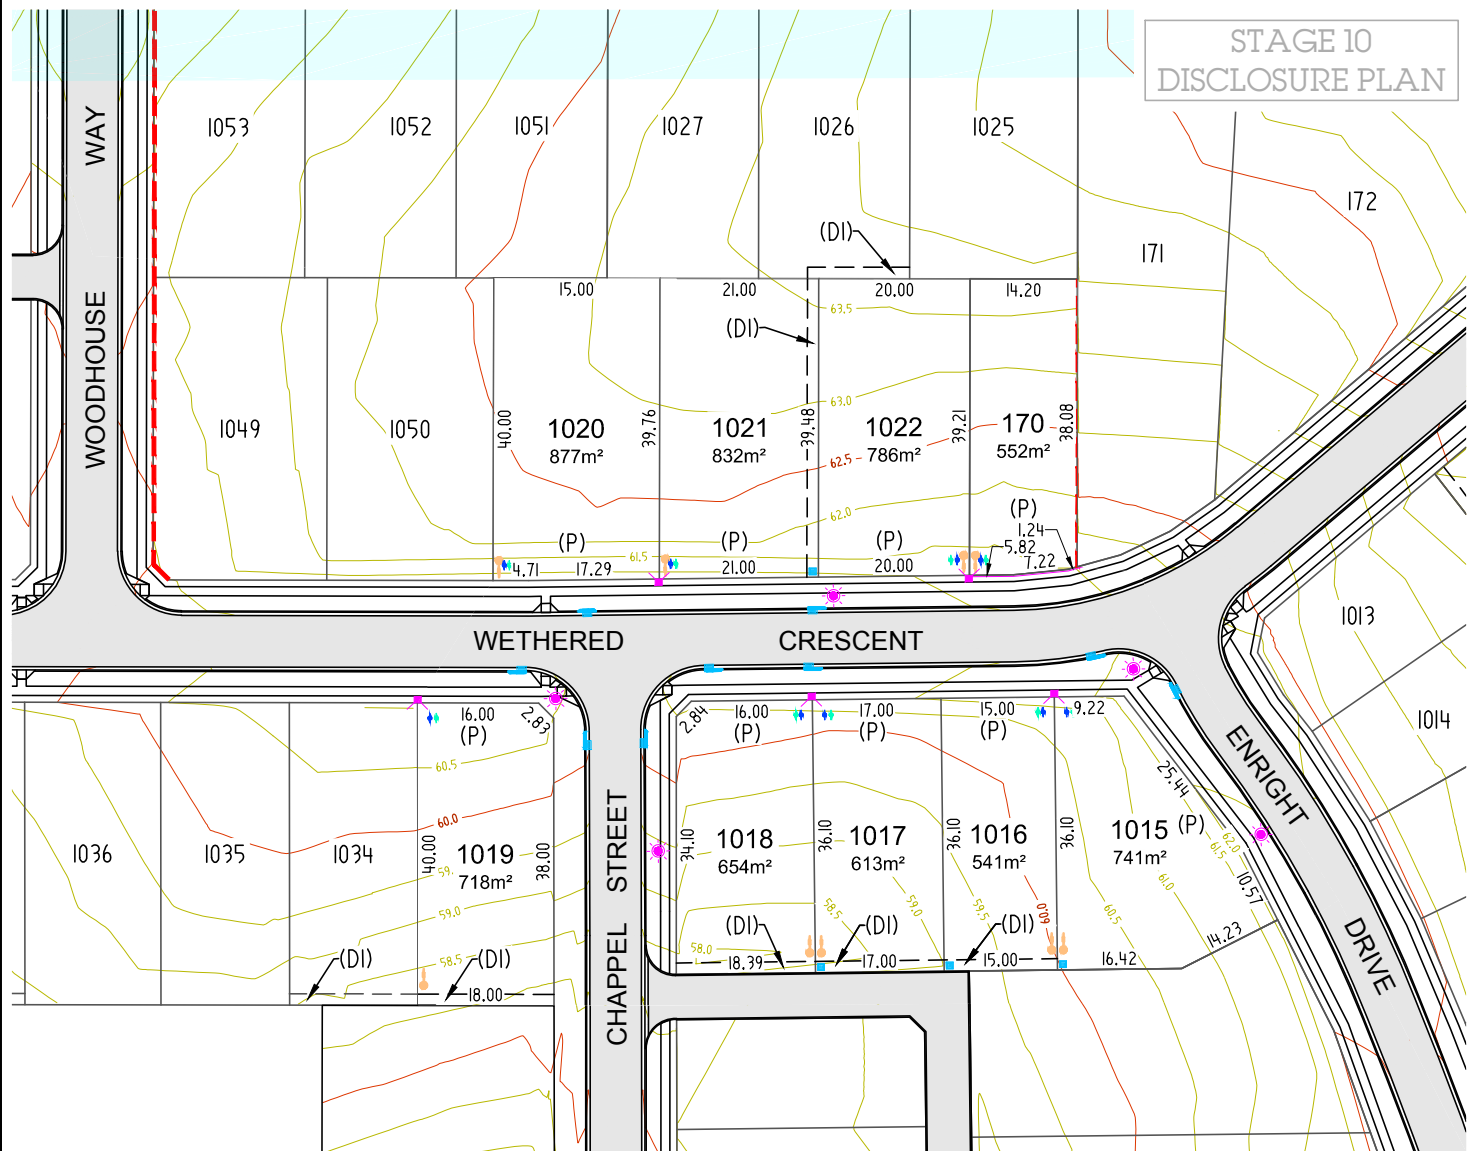 STAGE 10
DISCLOSURE PLAN
WOODHOUSE WAY
1053
1052
1051
1027
1026
1025
172
171
(DI)
15.00
21.00
20.00
14.20
63.5
(DI)
63.0
1049
1050
40.00
1020
877m²
39.76
1021
832m²
39.48
1022
786m²
39.21
170
552m²
38.08
62.5
62.0
(P)
(P)
(P)
(P)
1.24
5.82
7.22
61.5
4.71
17.29
21.00
20.00
WETHERED CRESCENT
1013
1014
16.00
2.83
(P)
2.84
16.00
(P)
17.00
(P)
15.00
(P)
9.22
ENRIGHT DRIVE
25.44
60.5
60.0
1036
1035
1034
40.00
1019
718m²
38.00
59.
59.0
58.5
CHAPPEL STREET
34.10
1018
654m²
36.10
1017
613m²
36.10
1016
541m²
36.10
1015
(P)
741m²
62.0
61.5
61.0
10.57
58.5
59.0
59.5
60.0
60.5
58.0
(DI)
(DI)
(DI)
14.23
18.39
17.00
15.00
16.42
(DI)
(DI)
18.00